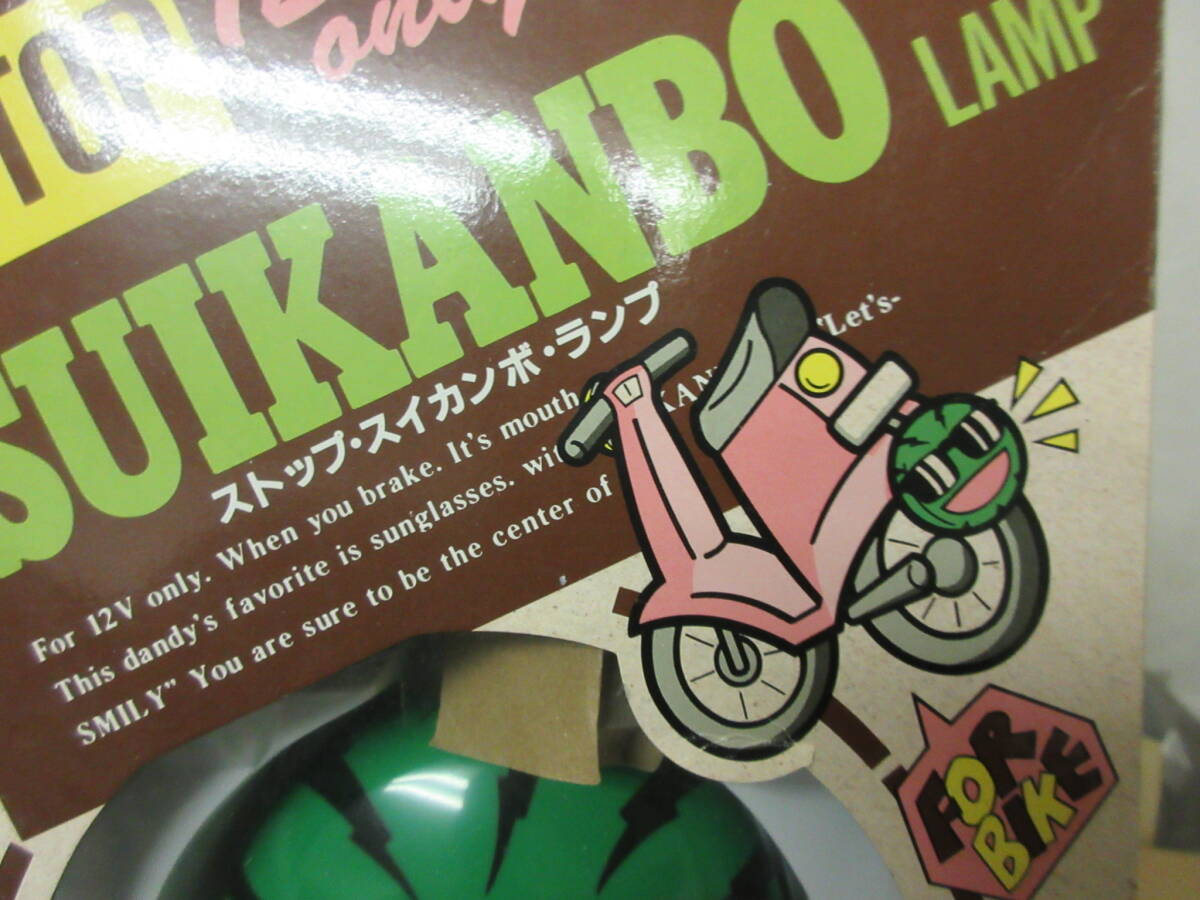 only
SUIKANBO LAMP
ストップ・スイカンボ・ランプ
For 12V only. When you brake. It's mouth "Let's-
This dandy's favorite is sunglasses.
SMILY" You are sure to be the center of
FOR
BIKE